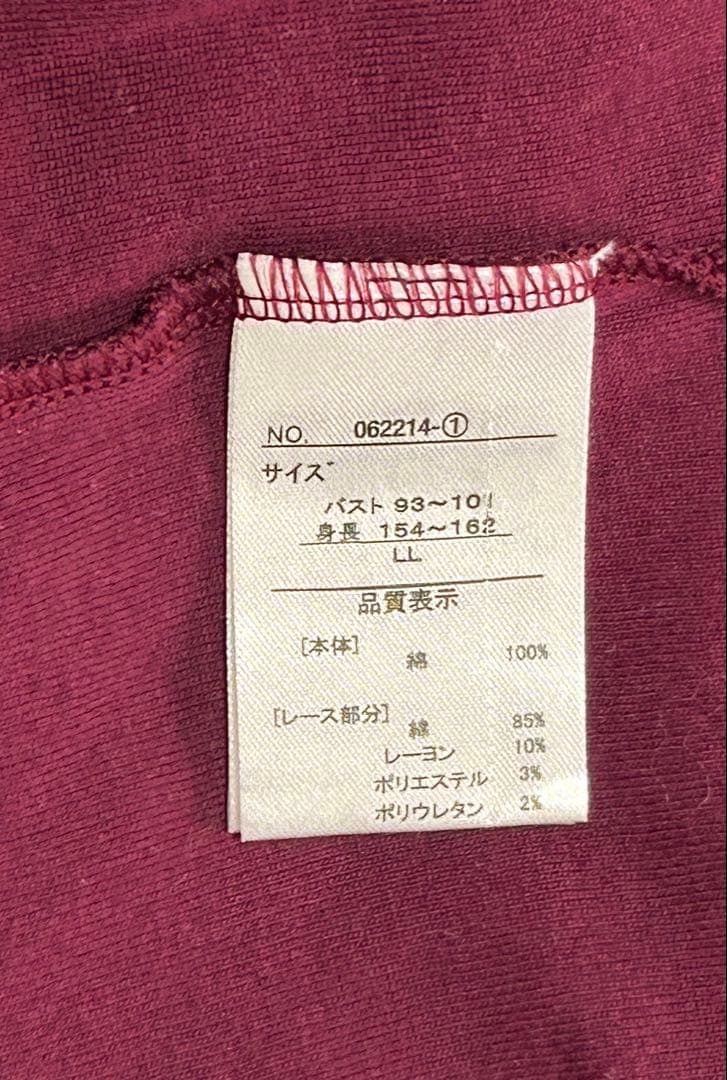 NO. 062214-①
サイズ
バスト 93〜101
身長 154〜162
LL
品質表示
[本体]
綿 100%
[レース部分]
綿 85%
レーヨン 10%
ポリエステル 3%
ポリウレタン 2%